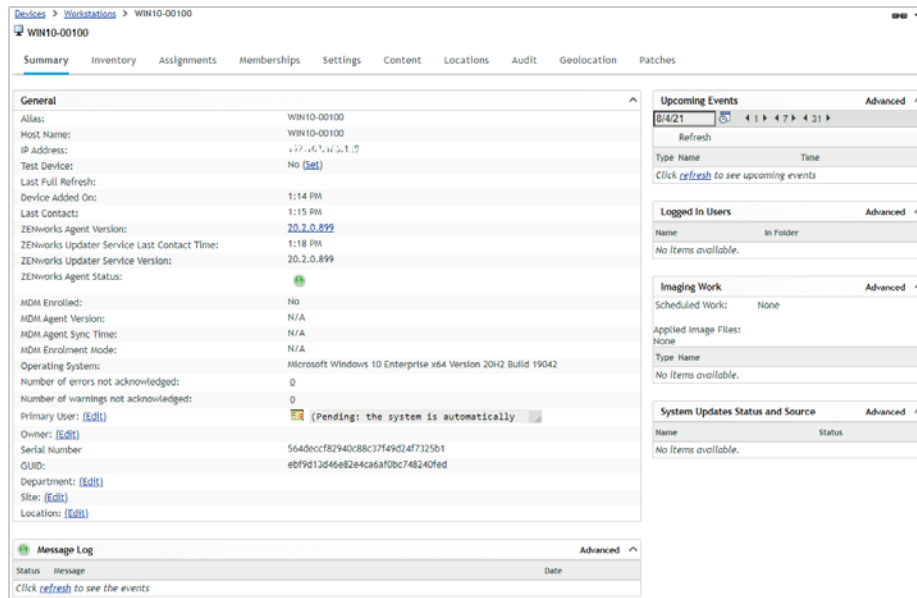 Devices > Workstations > WIN10-00100
WIN10-00100
Summary Inventory Assignments Memberships Settings Content Locations Audit Geolocation Patches
General
Alias: WIN10-00100
Host Name: WIN10-00100
IP Address:
Test Device: No (Set)
Last Full Refresh:
Device Added On: 1:14 PM
Last Contact: 1:15 PM
ZENworks Agent Version: 20.2.0.899
ZENworks Updater Service Last Contact Time: 1:18 PM
ZENworks Updater Service Version: 20.2.0.899
ZENworks Agent Status:
MDM Enrolled: No
MDM Agent Version: N/A
MDM Agent Sync Time: N/A
MDM Enrolment Mode: N/A
Operating System: Microsoft Windows 10 Enterprise x64 Version 20H2 Build 19042
Number of errors not acknowledged: 0
Number of warnings not acknowledged: 0
Primary User: (Edit) (Pending: the system is automatically
Owner: (Edit)
Serial Number 564deccf82940c88c37f49d24f7325b1
GUID: ebf9d13d46e82e4ca6af0bc748240fed
Department: (Edit)
Site: (Edit)
Location: (Edit)
Message Log Advanced
Status Message Date
Click refresh to see the events
Upcoming Events Advanced
8/4/21 1 7 31
Refresh
Type Name Time
Click refresh to see upcoming events
Logged In Users Advanced
Name In Folder
No items available.
Imaging Work Advanced
Scheduled Work: None
Applied Image Files:
None
Type Name
No items available.
System Updates Status and Source Advanced
Name Status
No items available.